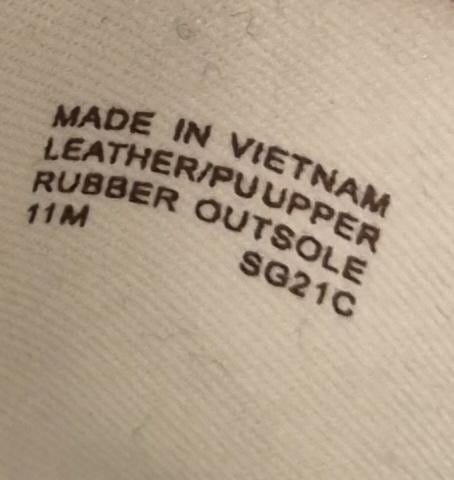 MADE IN VIETNAM
LEATHER/PU UPPER
RUBBER OUTSOLE
11M SG21C